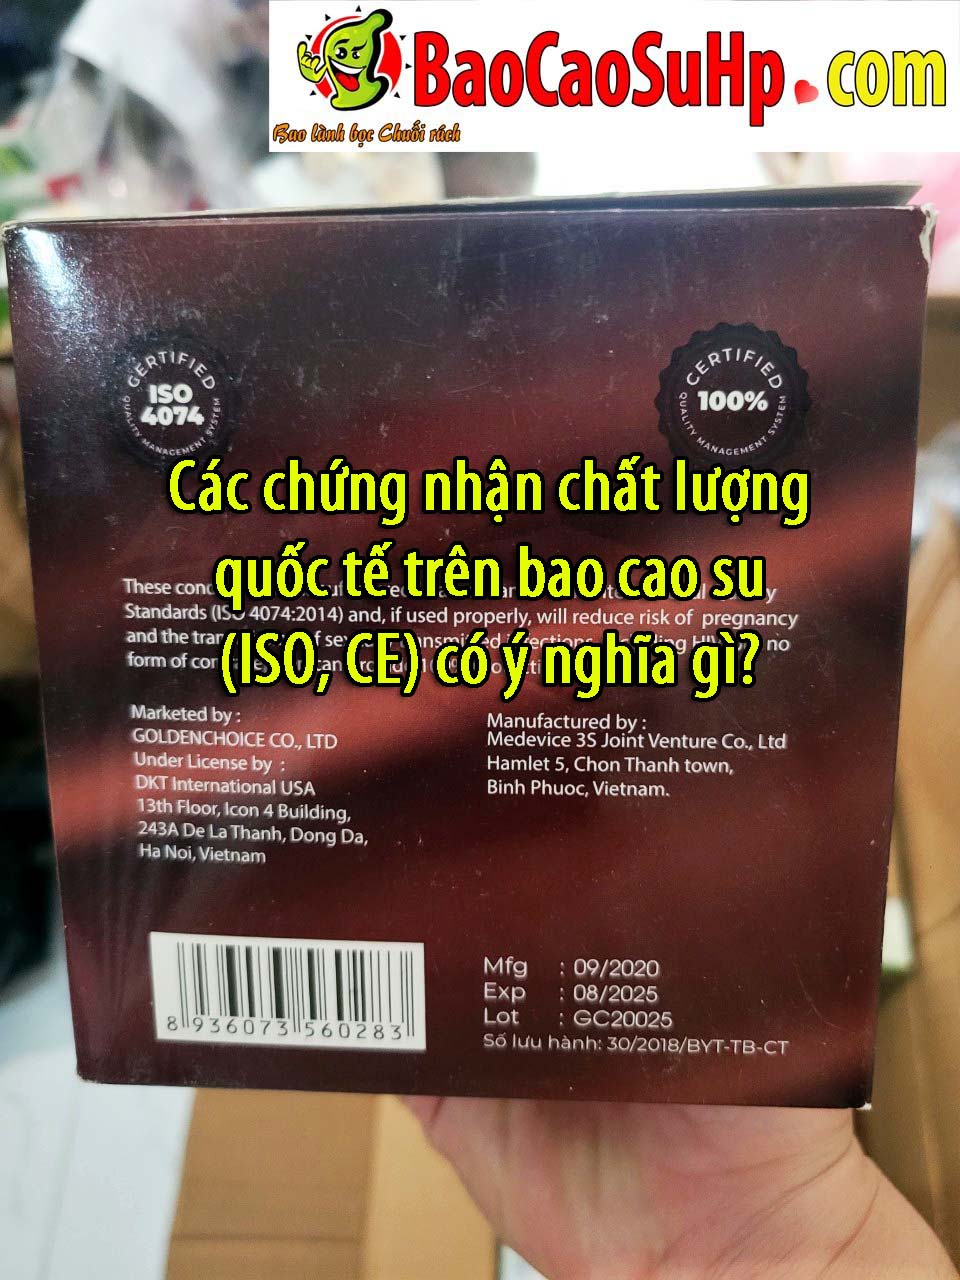 BaoCaoSuHp.com
Bao lành bọc Chuối rách
CERTIFIED
ISO
4074
QUALITY MANAGEMENT SYSTEM
CERTIFIED
100%
QUALITY MANAGEMENT SYSTEM
Các chứng nhận chất lượng
quốc tế trên bao cao su
(ISO, CE) có ý nghĩa gì?
These
Standards (ISO 4074:2014) and, if used properly, will reduce risk of pregnancy
and the
no
form of
Marketed by :
GOLDENCHOICE CO., LTD
Under License by :
DKT International USA
13th Floor, Icon 4 Building,
243A De La Thanh, Dong Da,
Ha Noi, Vietnam
Manufactured by :
Medevice 3S Joint Venture Co., Ltd
Hamlet 5, Chon Thanh town,
Binh Phuoc, Vietnam.
8 936073 560283
Mfg : 09/2020
Exp : 08/2025
Lot : GC20025
Số lưu hành: 30/2018/BYT-TB-CT